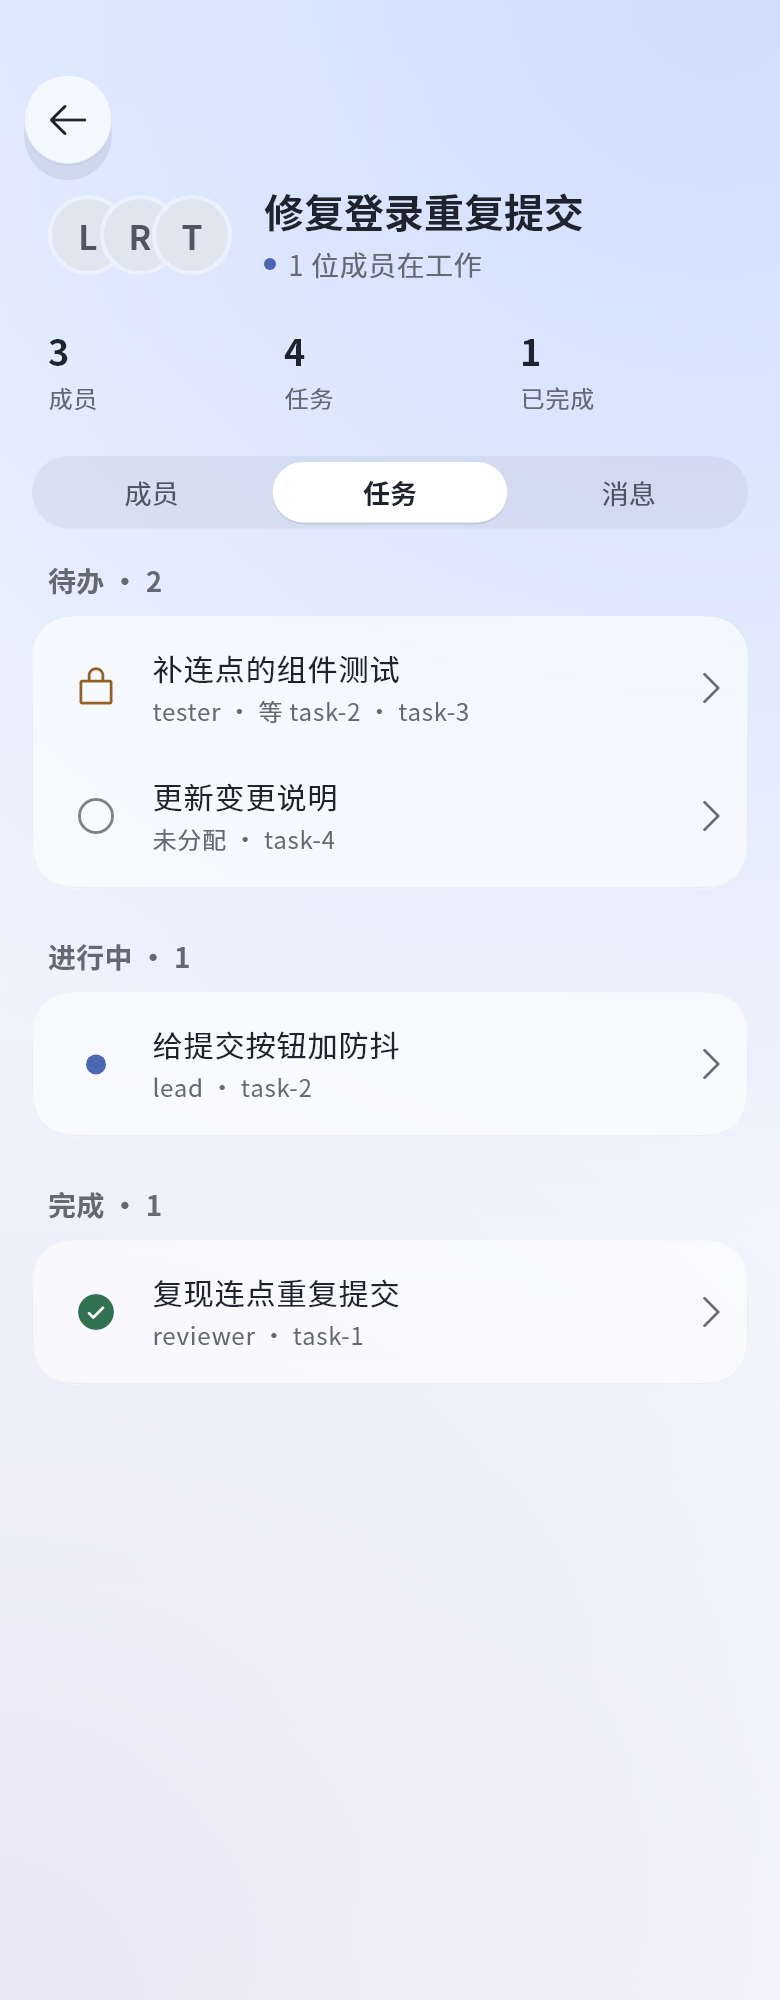 L R T
修复登录重复提交
1 位成员在工作
3 4 1
成员 任务 已完成
成员 任务 消息
待办 · 2
补连点的组件测试
tester · 等 task-2 · task-3
更新变更说明
未分配 · task-4
进行中 · 1
给提交按钮加防抖
lead · task-2
完成 · 1
复现连点重复提交
reviewer · task-1